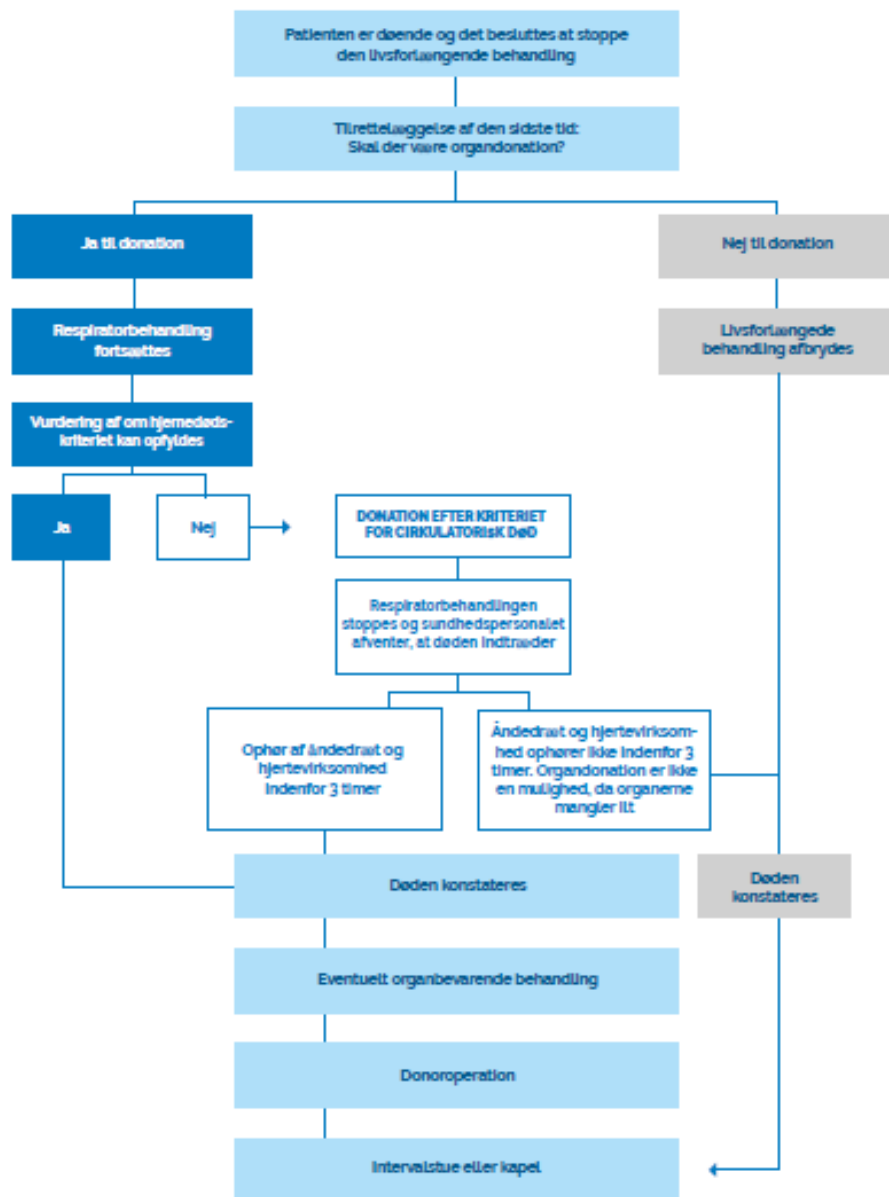 Patienten er døende og det besluttes at stoppe
den livsforlængende behandling
Tilrettelæggelse af den sidste tid:
Skal der være organdonation?
Ja til donation
Nej til donation
Respiratorbehandling
fortsættes
Livsforlængede
behandling afbrydes
Vurdering af om hjernedøds-
kriteriet kan opfyldes
Ja
Nej
DONATION EFTER KRITERIET
FOR CIRKULATORISK DØD
Respiratorbehandlingen
stoppes og sundhedspersonalet
afventer, at døden indtræder
Ophør af åndedræt og
hjertevirksomhed
indenfor 3 timer
Åndedræt og hjertevirksom-
hed ophører ikke indenfor 3
timer. Organdonation er ikke
en mulighed, da organerne
mangler ilt
Døden konstateres
Døden
konstateres
Eventuelt organbevarende behandling
Donoroperation
Intervalstue eller kapel